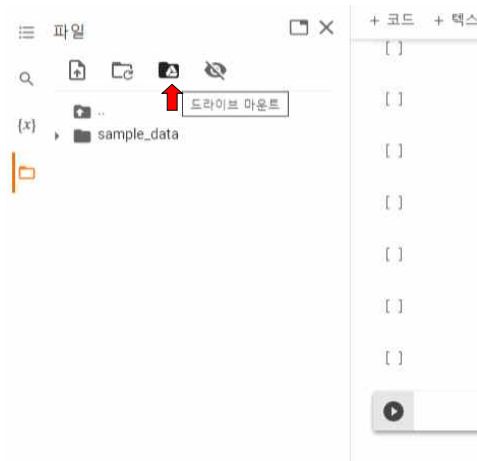 파일
+ 코드 + 텍스
드라이브 마운트
..
sample_data
{x}
[ ]
[ ]
[ ]
[ ]
[ ]
[ ]
[ ]